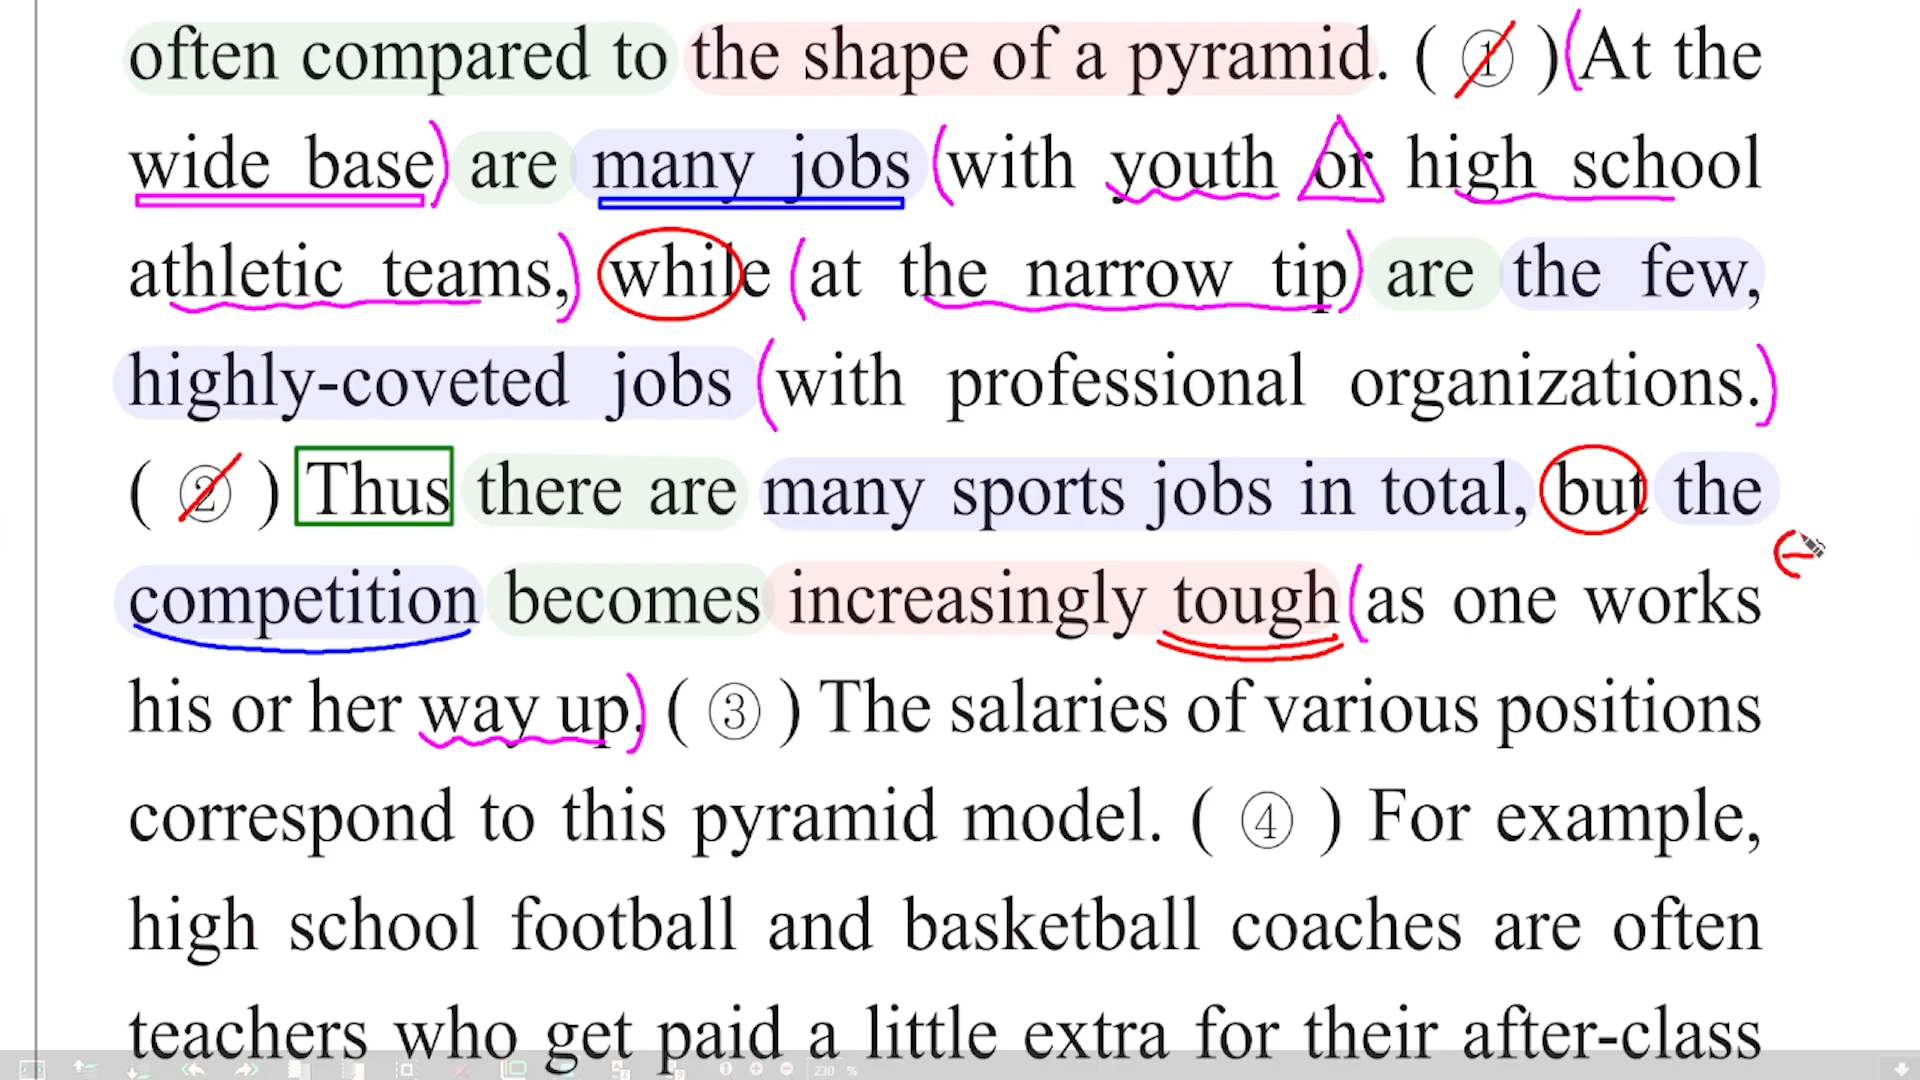 often compared to the shape of a pyramid. ( ① ) At the
wide base are many jobs with youth or high school
athletic teams, while at the narrow tip are the few,
highly-coveted jobs with professional organizations.
( ② ) Thus there are many sports jobs in total, but the
competition becomes increasingly tough as one works
his or her way up. ( ③ ) The salaries of various positions
correspond to this pyramid model. ( ④ ) For example,
high school football and basketball coaches are often
teachers who get paid a little extra for their after-class
230 %